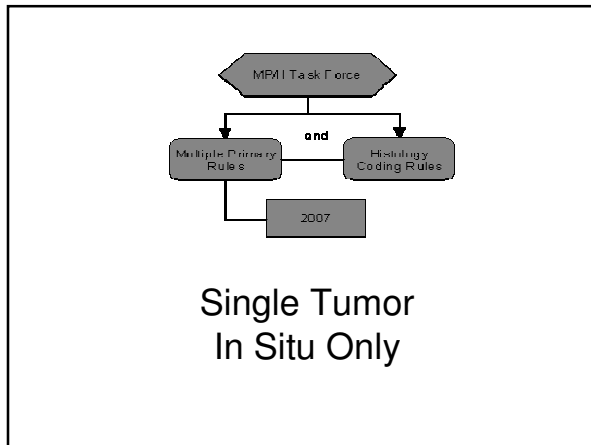 MP/H Task Force
and
Multiple Primary
Rules
Histology
Coding Rules
2007
Single Tumor
In Situ Only